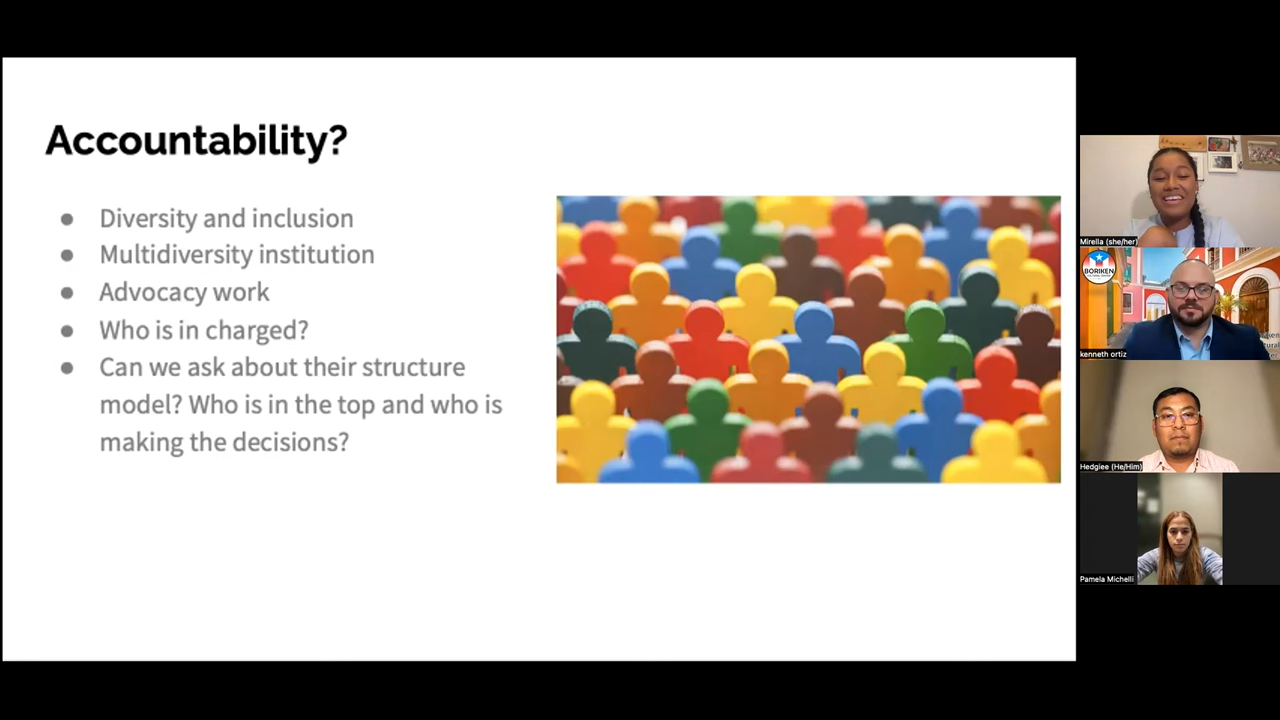 Accountability?
● Diversity and inclusion
● Multidiversity institution
● Advocacy work
● Who is in charged?
● Can we ask about their structure
model? Who is in the top and who is
making the decisions?
Mirella (she/her)
BORIKEN
kenneth ortiz
Hedgiee (He/Him)
Pamela Michelli